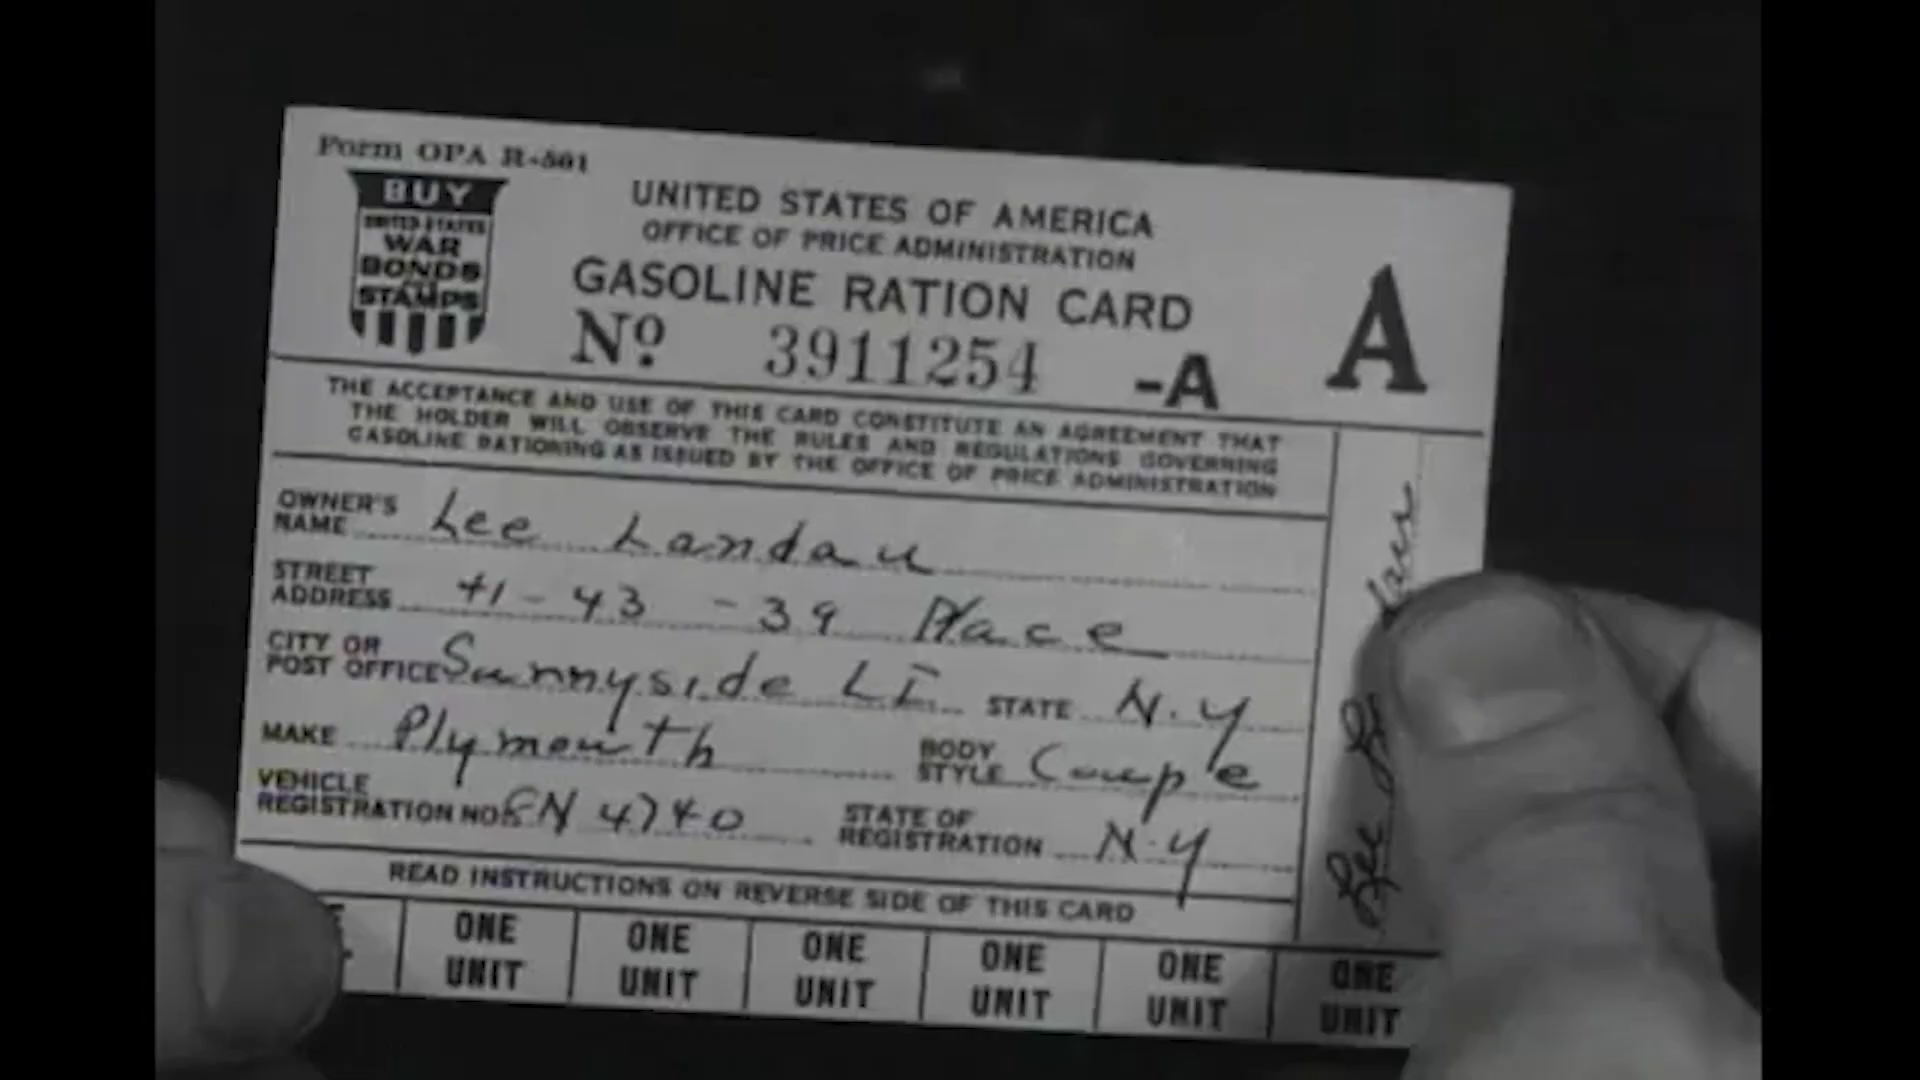 Form OPA R-501
BUY
UNITED STATES
WAR
BONDS
AND
STAMPS
UNITED STATES OF AMERICA
OFFICE OF PRICE ADMINISTRATION
GASOLINE RATION CARD
Nº 3911254 -A
A
THE ACCEPTANCE AND USE OF THIS CARD CONSTITUTE AN AGREEMENT THAT
THE HOLDER WILL OBSERVE THE RULES AND REGULATIONS GOVERNING
GASOLINE RATIONING AS ISSUED BY THE OFFICE OF PRICE ADMINISTRATION
OWNER'S NAME Lee Landau
STREET ADDRESS 41-43-39 Place
CITY OR POST OFFICE Sunnyside LI STATE N.Y
MAKE Plymouth BODY STYLE Coupe
VEHICLE REGISTRATION NO. 4740 STATE OF REGISTRATION N.Y
READ INSTRUCTIONS ON REVERSE SIDE OF THIS CARD
ONE UNIT
ONE UNIT
ONE UNIT
ONE UNIT
ONE UNIT
ONE UNIT
Lee